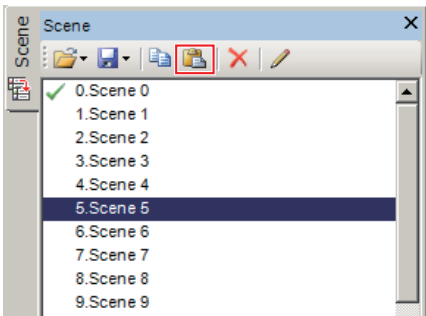 Scene
Scene
0.Scene 0
1.Scene 1
2.Scene 2
3.Scene 3
4.Scene 4
5.Scene 5
6.Scene 6
7.Scene 7
8.Scene 8
9.Scene 9